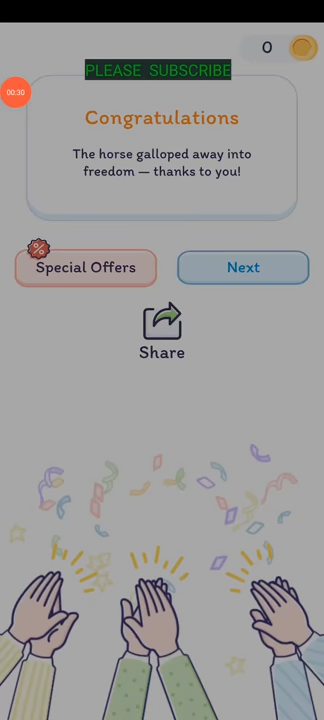 0
PLEASE SUBSCRIBE
00:30
Congratulations
The horse galloped away into
freedom — thanks to you!
%
Special Offers
Next
Share